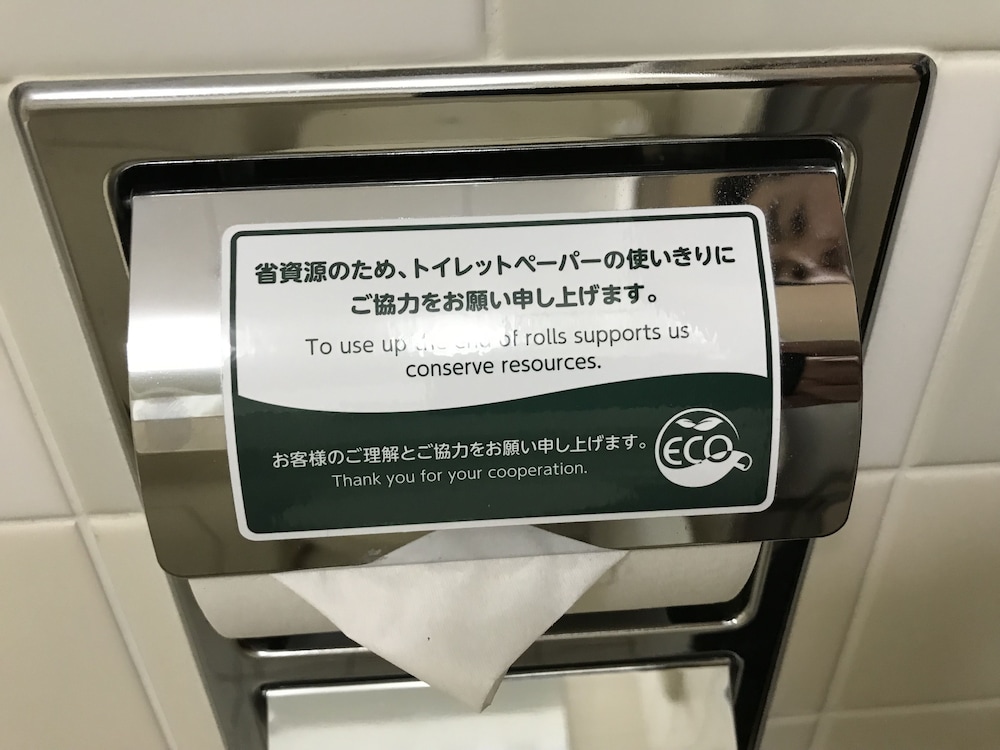 省資源のため、トイレットペーパーの使いきりに
ご協力をお願い申し上げます。
To use up the end of rolls supports us
conserve resources.
お客様のご理解とご協力をお願い申し上げます。
Thank you for your cooperation.
ECO